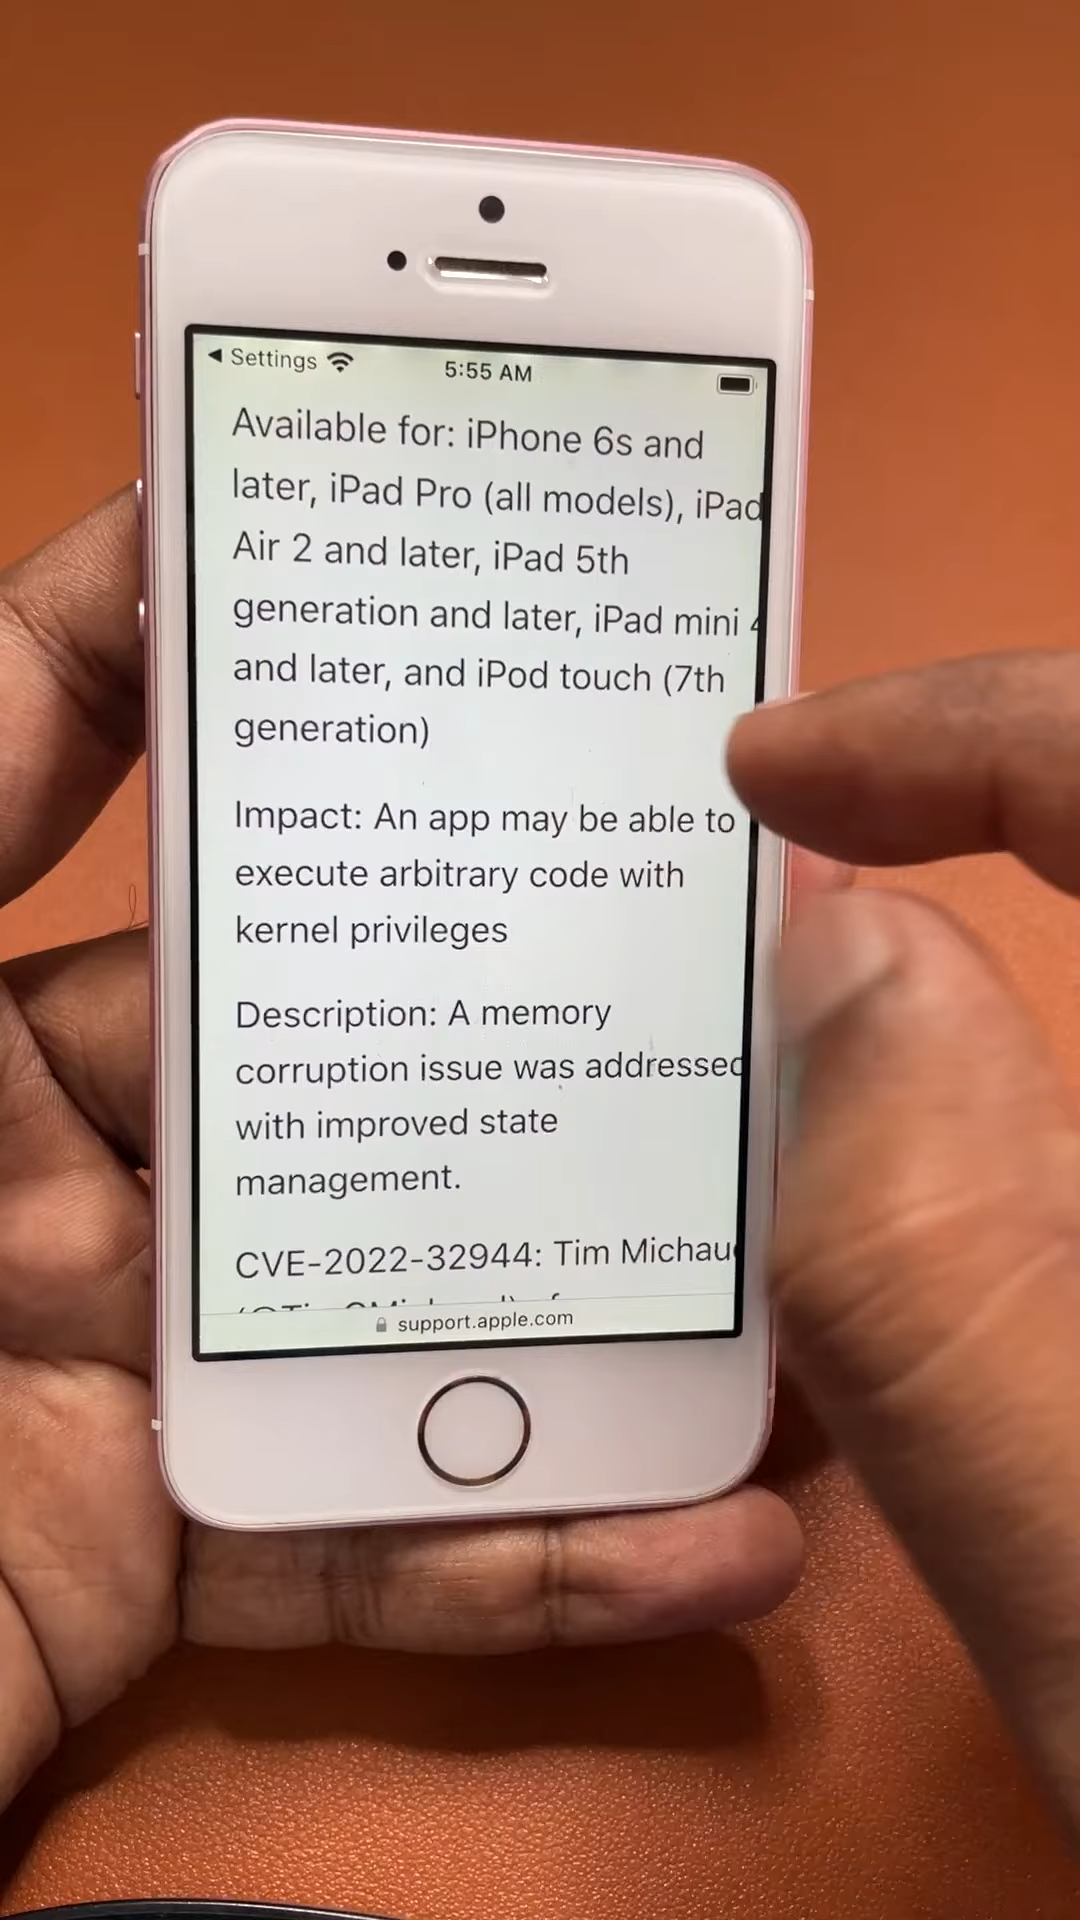 ◀ Settings 5:55 AM
Available for: iPhone 6s and
later, iPad Pro (all models), iPad
Air 2 and later, iPad 5th
generation and later, iPad mini 4
and later, and iPod touch (7th
generation)
Impact: An app may be able to
execute arbitrary code with
kernel privileges
Description: A memory
corruption issue was addressed
with improved state
management.
CVE-2022-32944: Tim Michau
support.apple.com